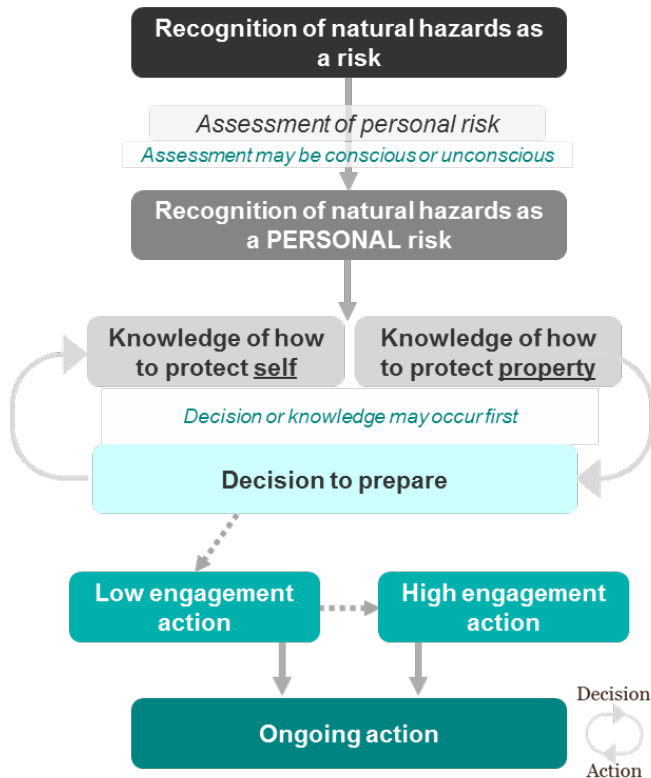 Recognition of natural hazards as
a risk
Assessment of personal risk
Assessment may be conscious or unconscious
Recognition of natural hazards as
a PERSONAL risk
Knowledge of how
to protect self
Knowledge of how
to protect property
Decision or knowledge may occur first
Decision to prepare
Low engagement
action
High engagement
action
Ongoing action
Decision
Action